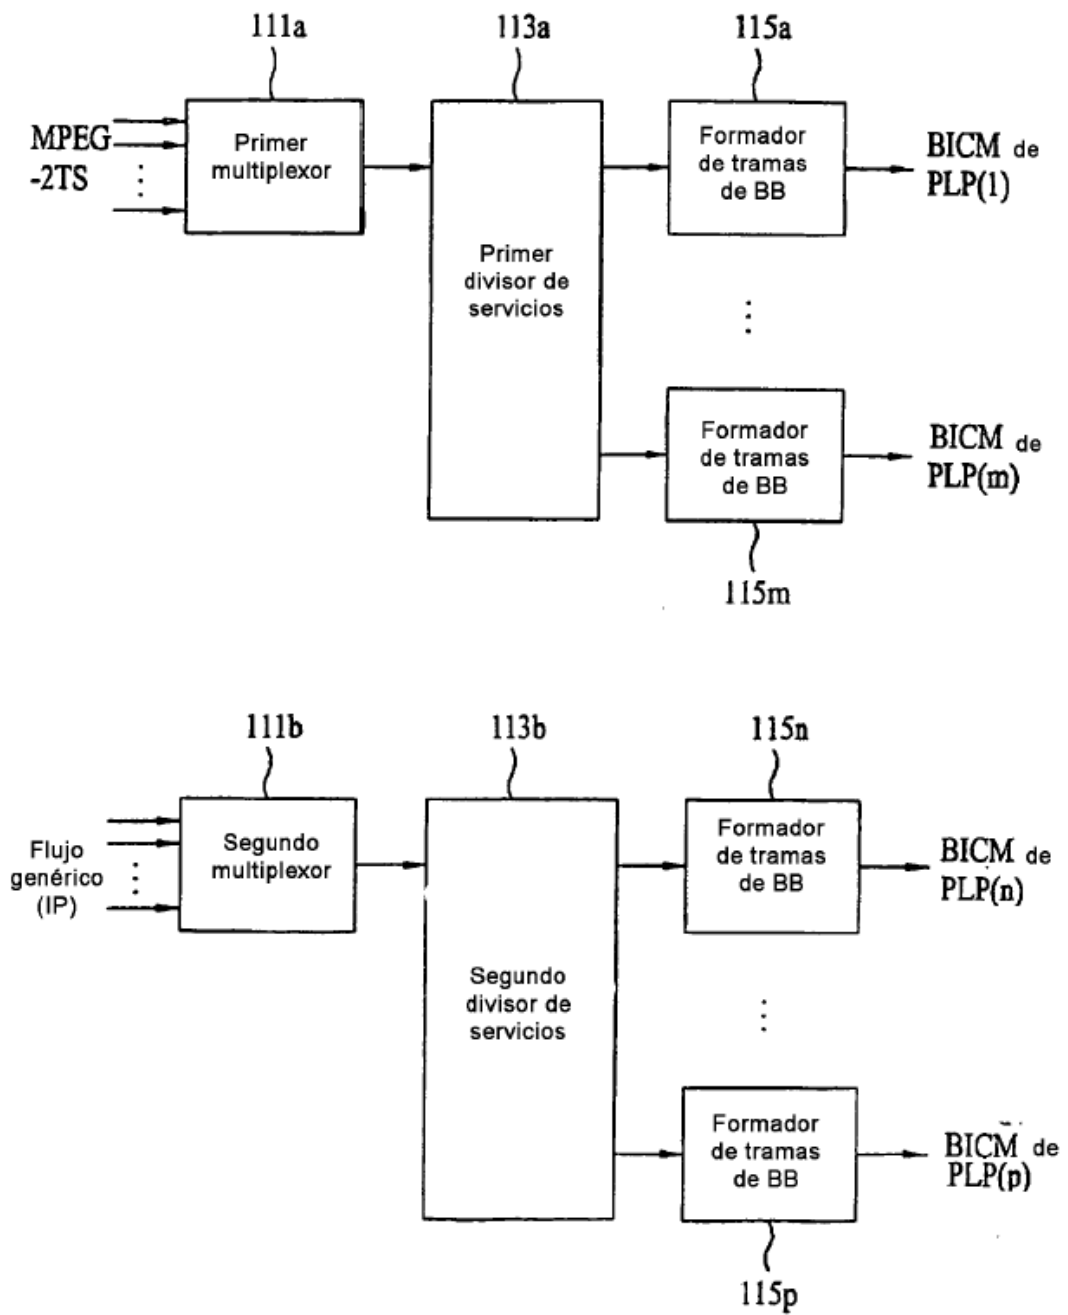 111a
113a
115a
MPEG
-2TS
Primer
multiplexor
Primer
divisor de
servicios
Formador
de tramas
de BB
BICM de
PLP(1)
Formador
de tramas
de BB
BICM de
PLP(m)
115m
111b
113b
115n
Flujo
genérico
(IP)
Segundo
multiplexor
Segundo
divisor de
servicios
Formador
de tramas
de BB
BICM de
PLP(n)
Formador
de tramas
de BB
BICM de
PLP(p)
115p